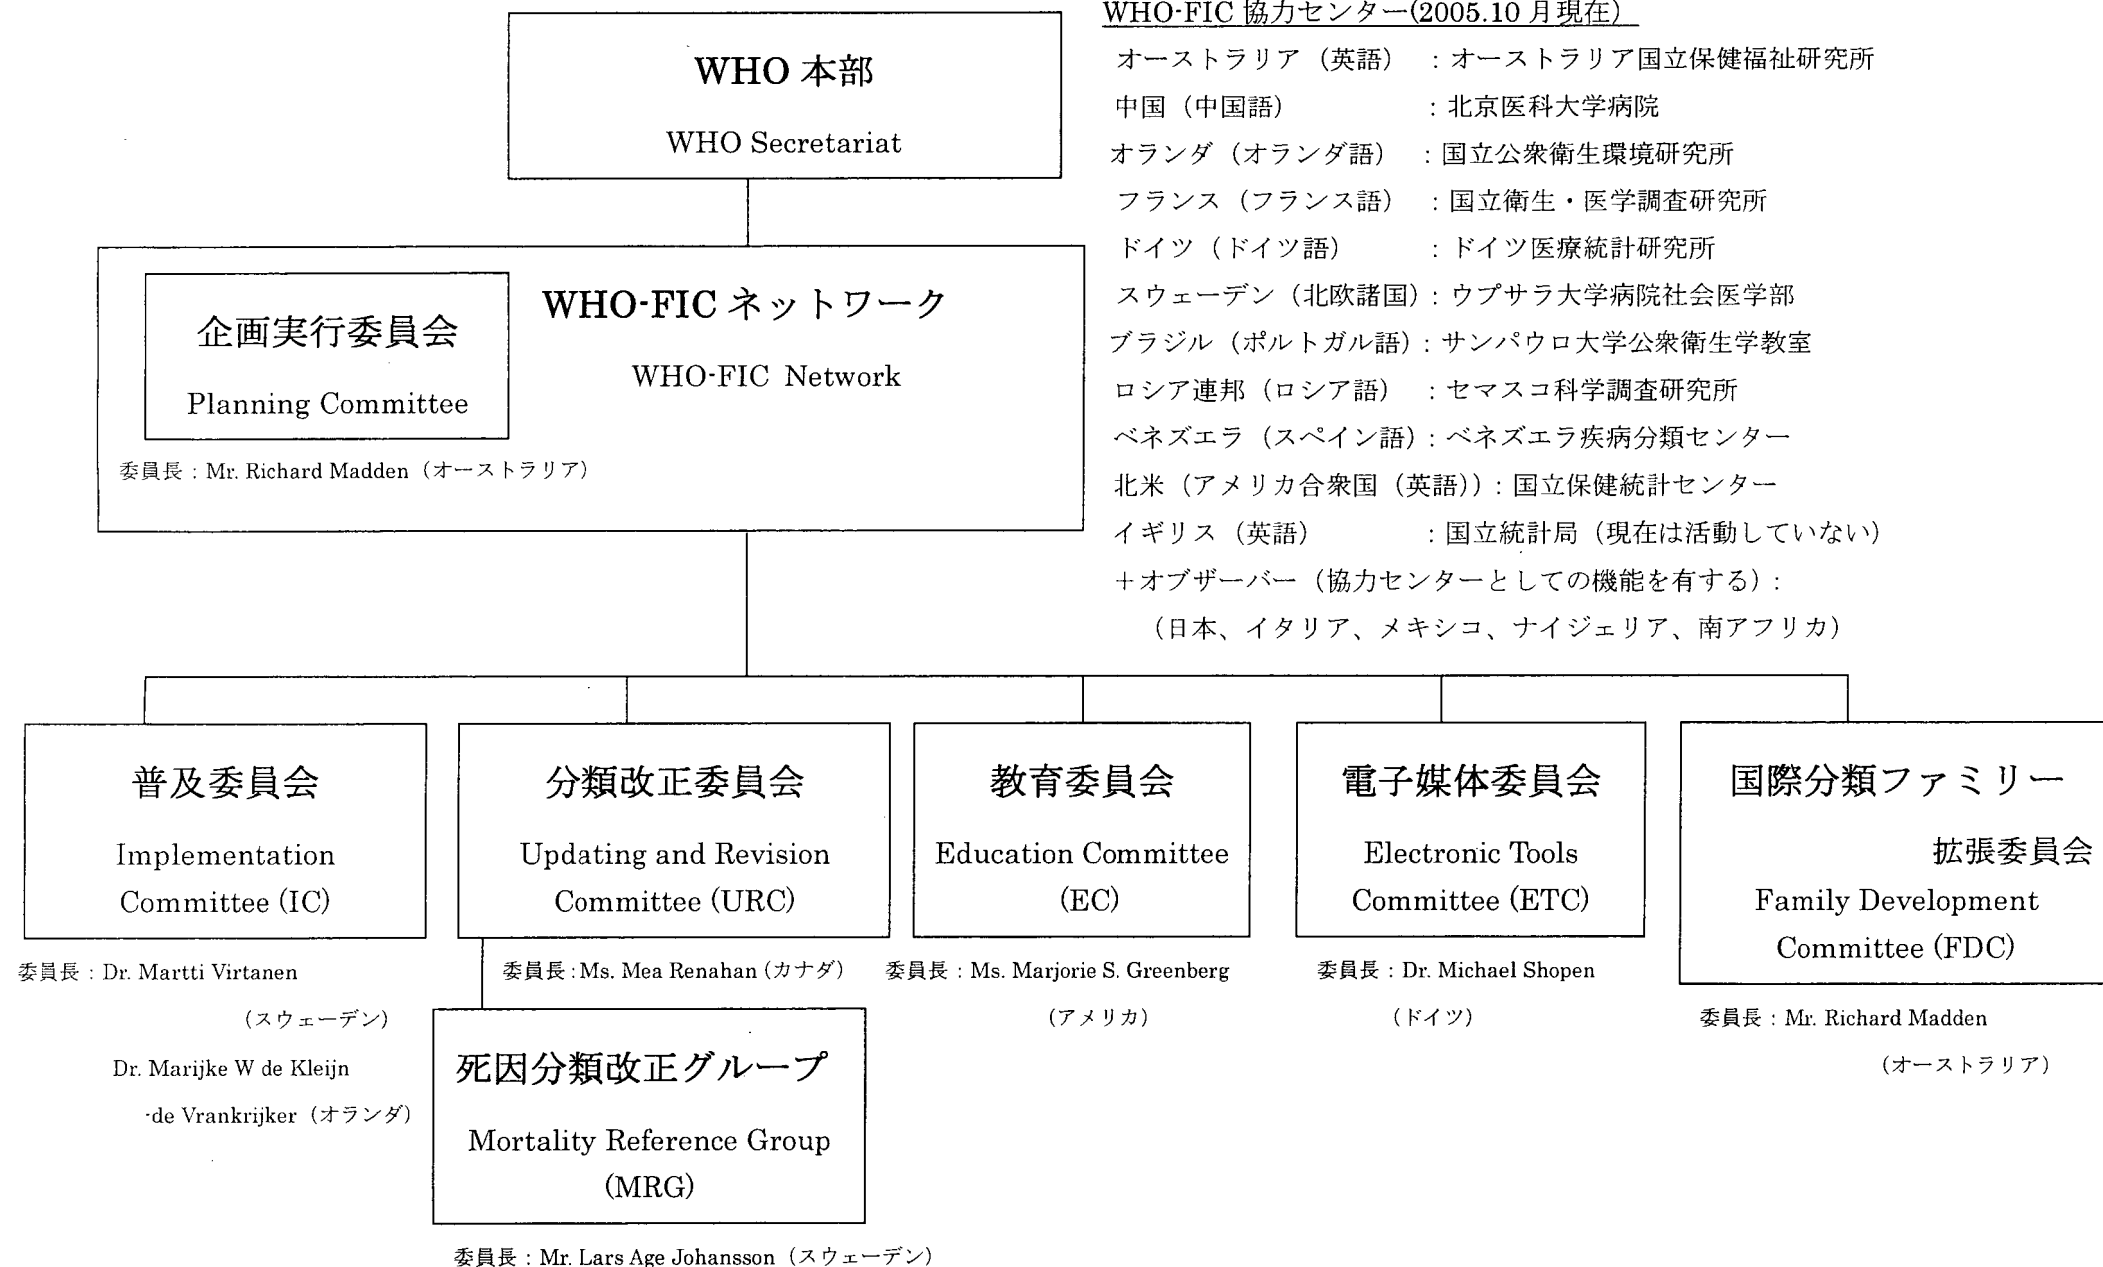 WHO 本部
WHO Secretariat
WHO-FIC 協力センター(2005.10 月現在)
オーストラリア（英語）：オーストラリア国立保健福祉研究所
中国（中国語）：北京医科大学病院
オランダ（オランダ語）：国立公衆衛生環境研究所
フランス（フランス語）：国立衛生・医学調査研究所
ドイツ（ドイツ語）：ドイツ医療統計研究所
スウェーデン（北欧諸国）：ウプサラ大学病院社会医学部
ブラジル（ポルトガル語）：サンパウロ大学公衆衛生学教室
ロシア連邦（ロシア語）：セマスコ科学調査研究所
ベネズエラ（スペイン語）：ベネズエラ疾病分類センター
北米（アメリカ合衆国（英語））：国立保健統計センター
イギリス（英語）：国立統計局（現在は活動していない）
＋オブザーバー（協力センターとしての機能を有する）：
（日本、イタリア、メキシコ、ナイジェリア、南アフリカ）
企画実行委員会
Planning Committee
委員長：Mr. Richard Madden（オーストラリア）
WHO-FIC ネットワーク
WHO-FIC Network
普及委員会
Implementation
Committee (IC)
委員長：Dr. Martti Virtanen
（スウェーデン）
Dr. Marijke W de Kleijn
-de Vrankrijker（オランダ）
分類改正委員会
Updating and Revision
Committee (URC)
委員長：Ms. Mea Renahan（カナダ）
死因分類改正グループ
Mortality Reference Group
(MRG)
委員長：Mr. Lars Age Johansson（スウェーデン）
教育委員会
Education Committee
(EC)
委員長：Ms. Marjorie S. Greenberg
（アメリカ）
電子媒体委員会
Electronic Tools
Committee (ETC)
委員長：Dr. Michael Shopen
（ドイツ）
国際分類ファミリー
拡張委員会
Family Development
Committee (FDC)
委員長：Mr. Richard Madden
（オーストラリア）